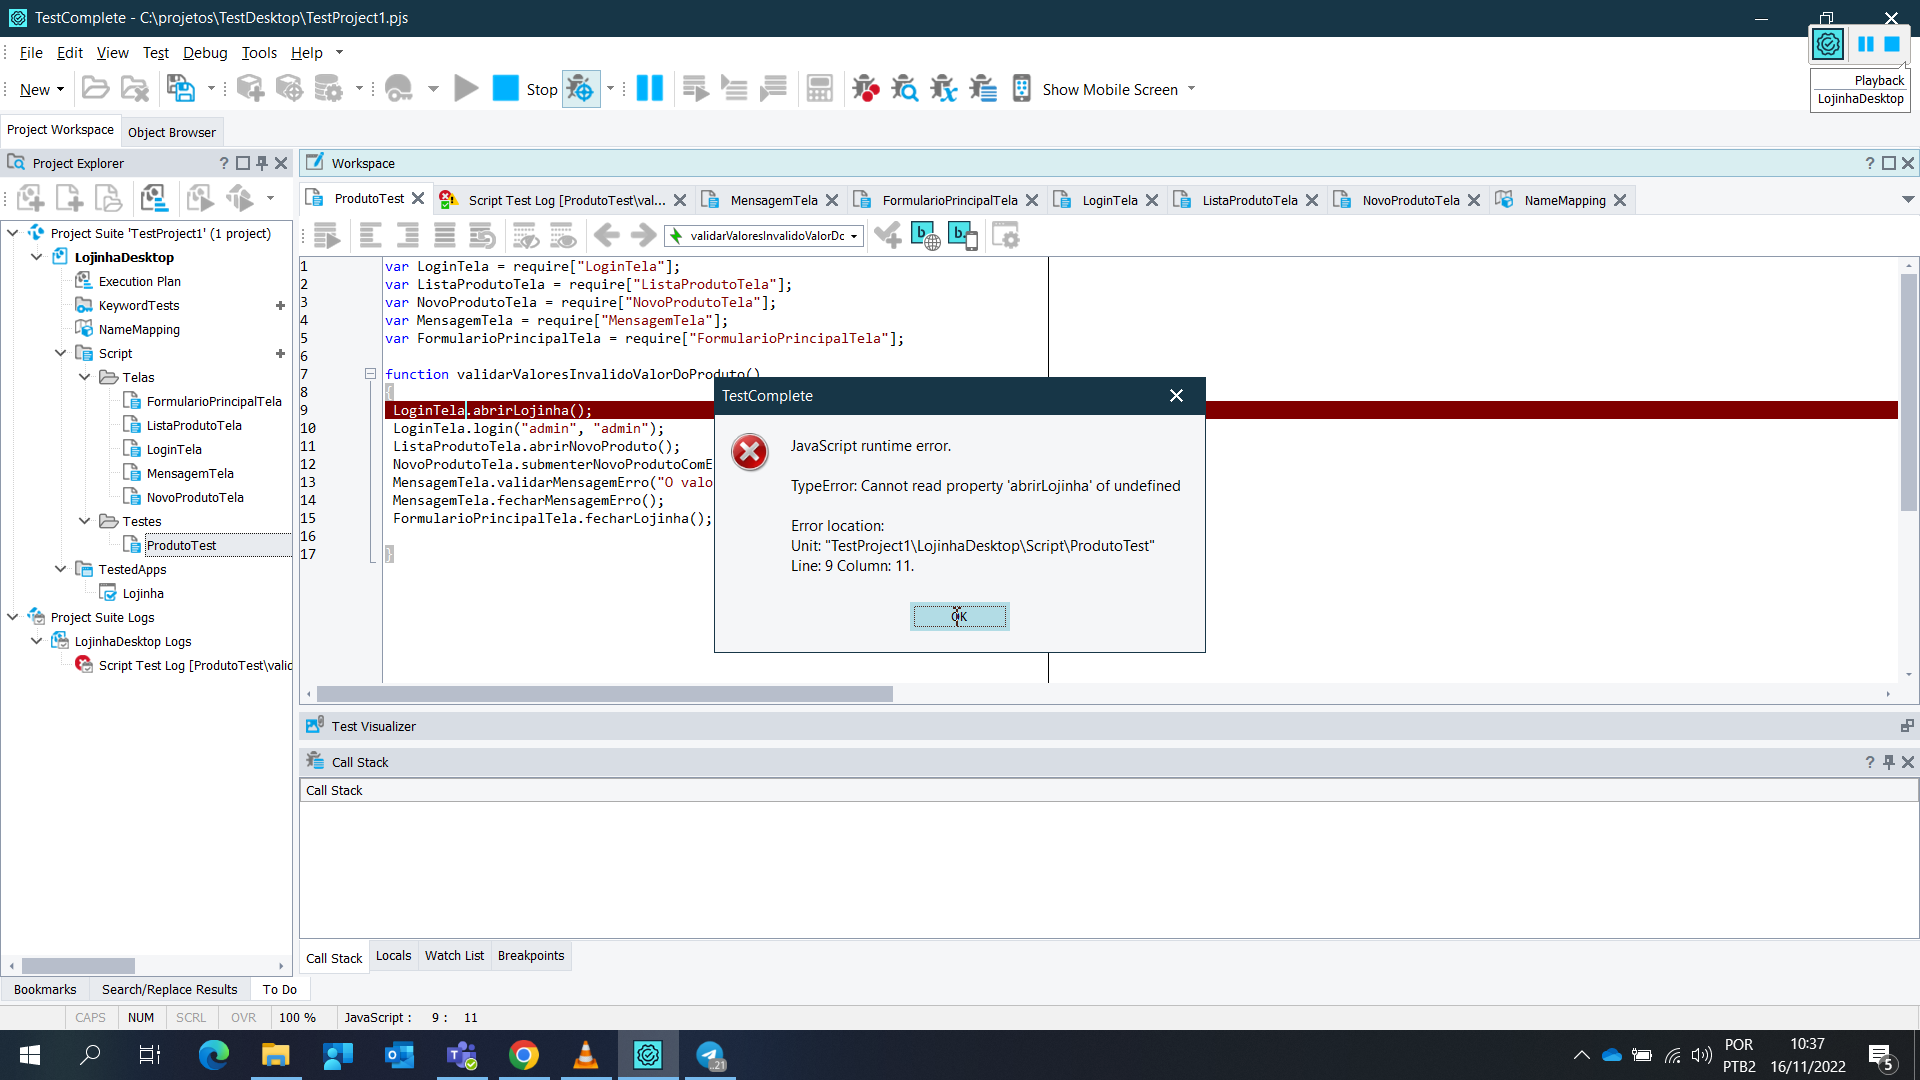 TestComplete - C:\projetos\TestDesktop\TestProject1.pjs
File Edit View Test Debug Tools Help
New Stop Show Mobile Screen
Playback
LojinhaDesktop
Project Workspace Object Browser
Project Explorer
Workspace
ProdutoTest Script Test Log [ProdutoTest\val... MensagemTela FormularioPrincipalTela LoginTela ListaProdutoTela NovoProdutoTela NameMapping
validarValoresInvalidoValorDc
Project Suite 'TestProject1' (1 project)
LojinhaDesktop
Execution Plan
KeywordTests
NameMapping
Script
Telas
FormularioPrincipalTela
ListaProdutoTela
LoginTela
MensagemTela
NovoProdutoTela
Testes
ProdutoTest
TestedApps
Lojinha
Project Suite Logs
LojinhaDesktop Logs
Script Test Log [ProdutoTest\valic
1 var LoginTela = require["LoginTela"];
2 var ListaProdutoTela = require["ListaProdutoTela"];
3 var NovoProdutoTela = require["NovoProdutoTela"];
4 var MensagemTela = require["MensagemTela"];
5 var FormularioPrincipalTela = require["FormularioPrincipalTela"];
6
7 function validarValoresInvalidoValorDoProduto()
8 {
9 LoginTela.abrirLojinha();
10 LoginTela.login("admin", "admin");
11 ListaProdutoTela.abrirNovoProduto();
12 NovoProdutoTela.submenterNovoProdutoComE
13 MensagemTela.validarMensagemErro("O valo
14 MensagemTela.fecharMensagemErro();
15 FormularioPrincipalTela.fecharLojinha();
16
17 }
TestComplete
JavaScript runtime error.
TypeError: Cannot read property 'abrirLojinha' of undefined
Error location:
Unit: "TestProject1\LojinhaDesktop\Script\ProdutoTest"
Line: 9 Column: 11.
OK
Test Visualizer
Call Stack
Call Stack
Call Stack Locals Watch List Breakpoints
Bookmarks Search/Replace Results To Do
CAPS NUM SCRL OVR 100 % JavaScript : 9 : 11
..21
POR
PTB2
10:37
16/11/2022
5